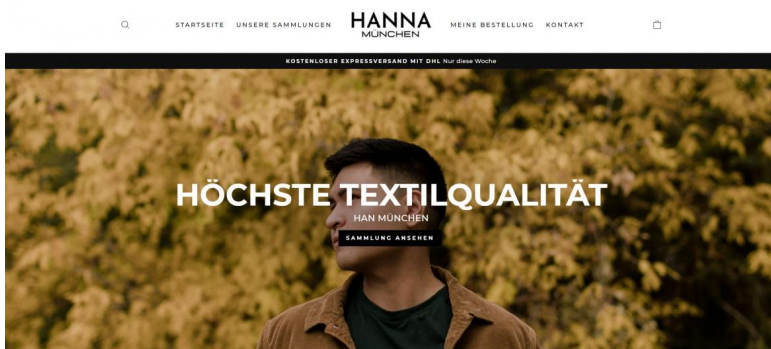 STARTSEITE UNSERE SAMMLUNGEN HANNA MÜNCHEN MEINE BESTELLUNG KONTAKT
KOSTENLOSER EXPRESSVERSAND MIT DHL Nur diese Woche
HÖCHSTE TEXTILQUALITÄT
HAN MÜNCHEN
SAMMLUNG ANSEHEN